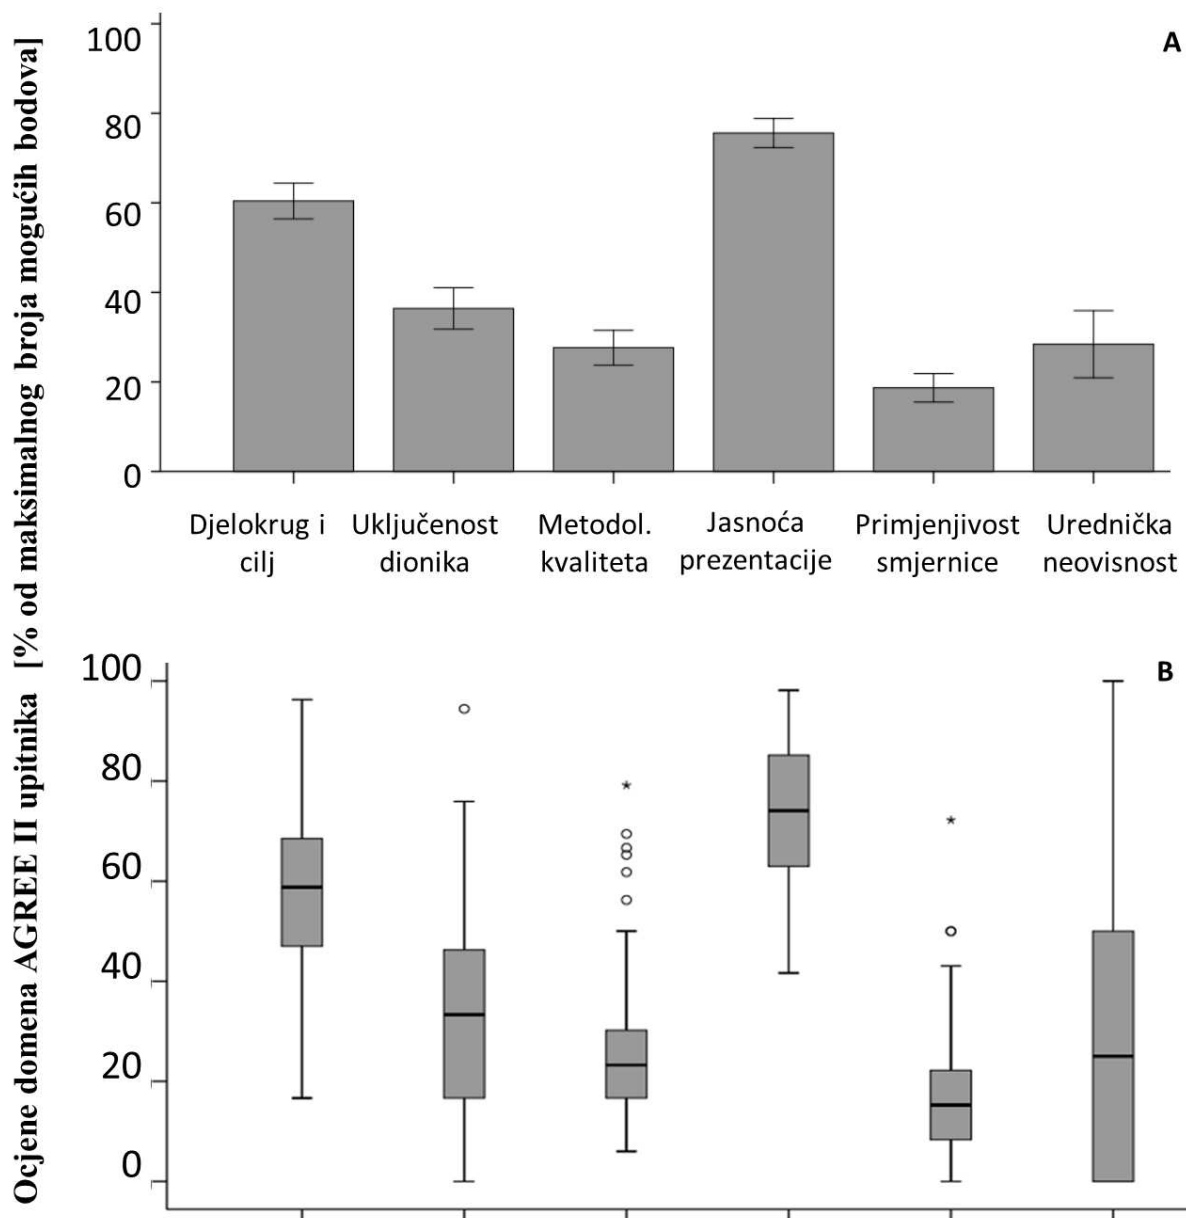 Ocjene domena AGREE II upitnika [% od maksimalnog broja mogućih bodova]
A
100
80
60
40
20
0
Djelokrug i
cilj
Uključenost
dionika
Metodol.
kvaliteta
Jasnoća
prezentacije
Primjenjivost
smjernice
Urednička
neovisnost
B
100
80
60
40
20
0